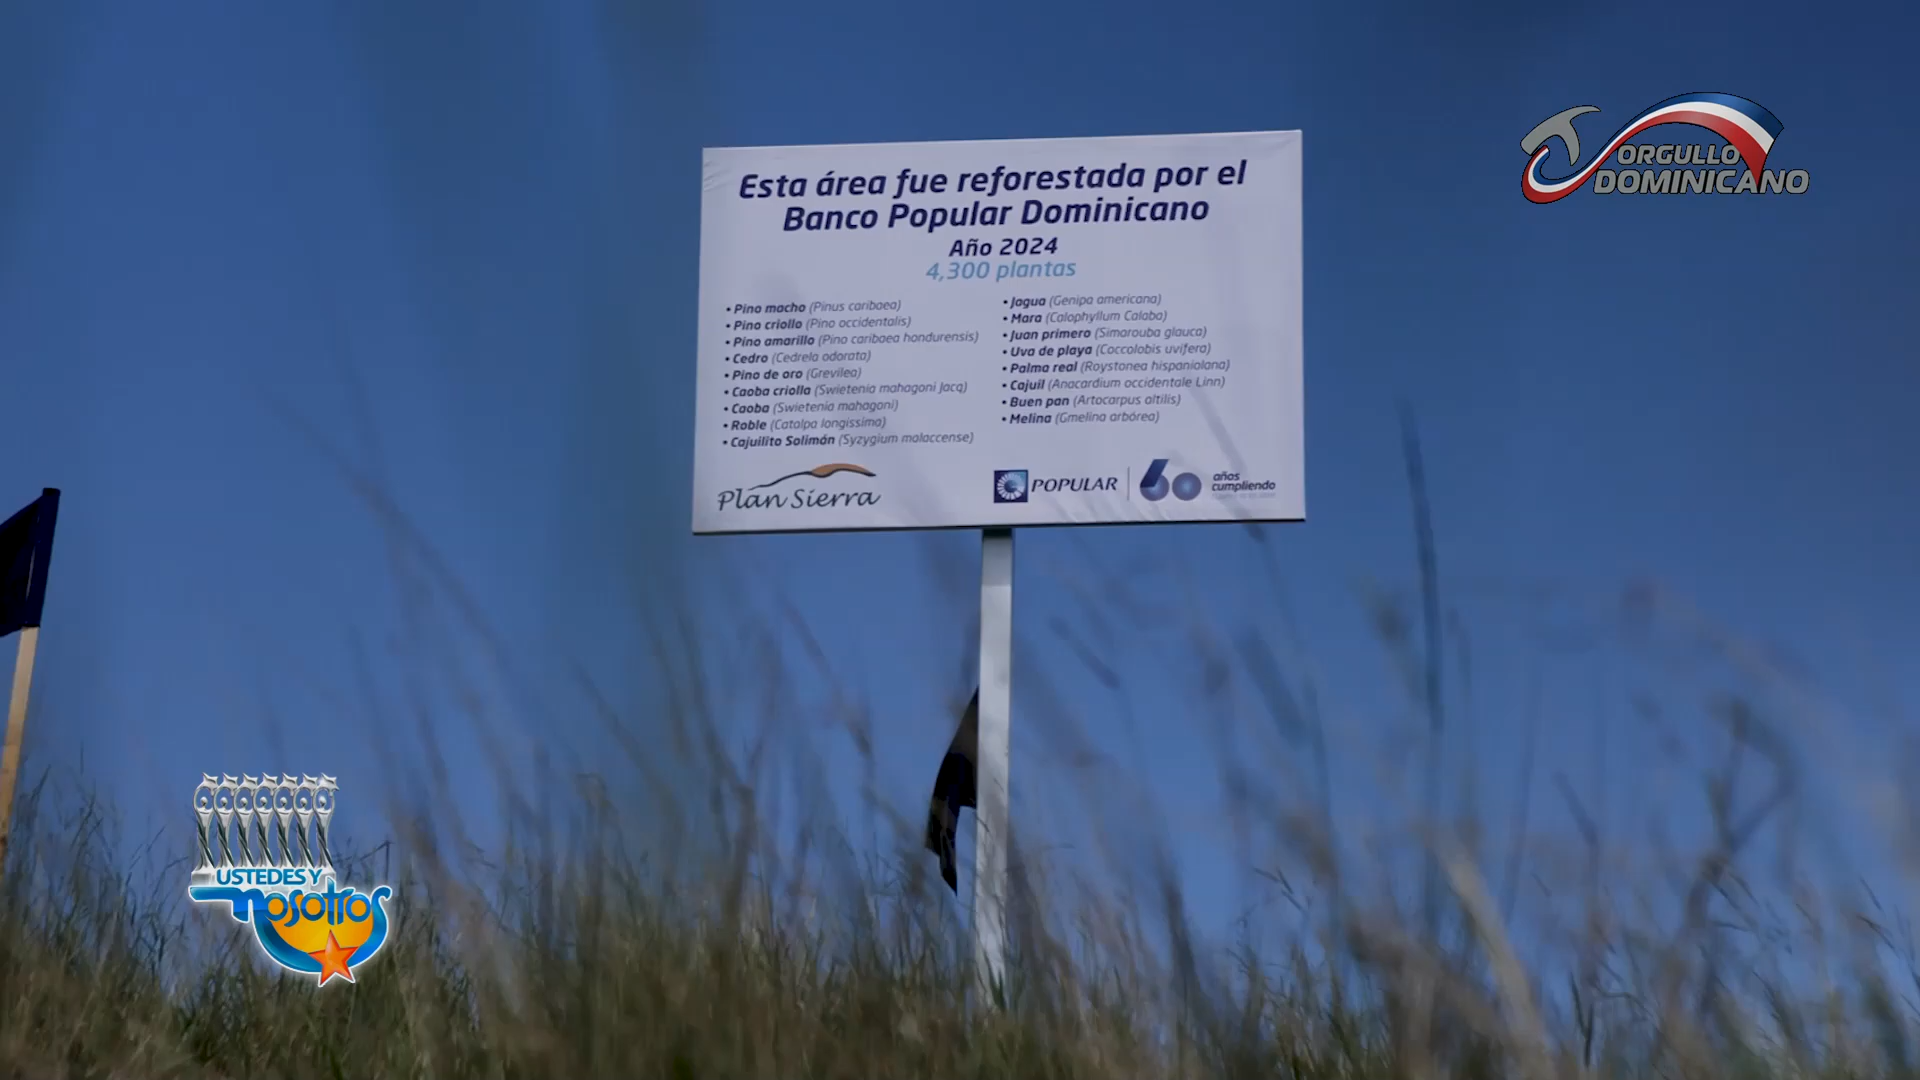 Esta área fue reforestada por el
Banco Popular Dominicano
Año 2024
4,300 plantas
• Pino macho (Pinus caribaea)
• Pino criollo (Pino occidentalis)
• Pino amarillo (Pino caribaea hondurensis)
• Cedro (Cedrela odorata)
• Pino de oro (Grevilea)
• Caoba criolla (Swietenia mahagoni Jacq)
• Caoba (Swietenia mahagoni)
• Roble (Catalpa longissima)
• Cajuilito Solimán (Syzygium malaccense)
• Jagua (Genipa americana)
• Mara (Calophyllum Calaba)
• Juan primero (Simarouba glauca)
• Uva de playa (Coccolobis uvifera)
• Palma real (Roystonea hispaniolana)
• Cajuil (Anacardium occidentale Linn)
• Buen pan (Artocarpus altilis)
• Melina (Gmelina arbórea)
Plan Sierra
POPULAR
60 años
cumpliendo
ORGULLO
DOMINICANO
USTEDES Y
nosotros